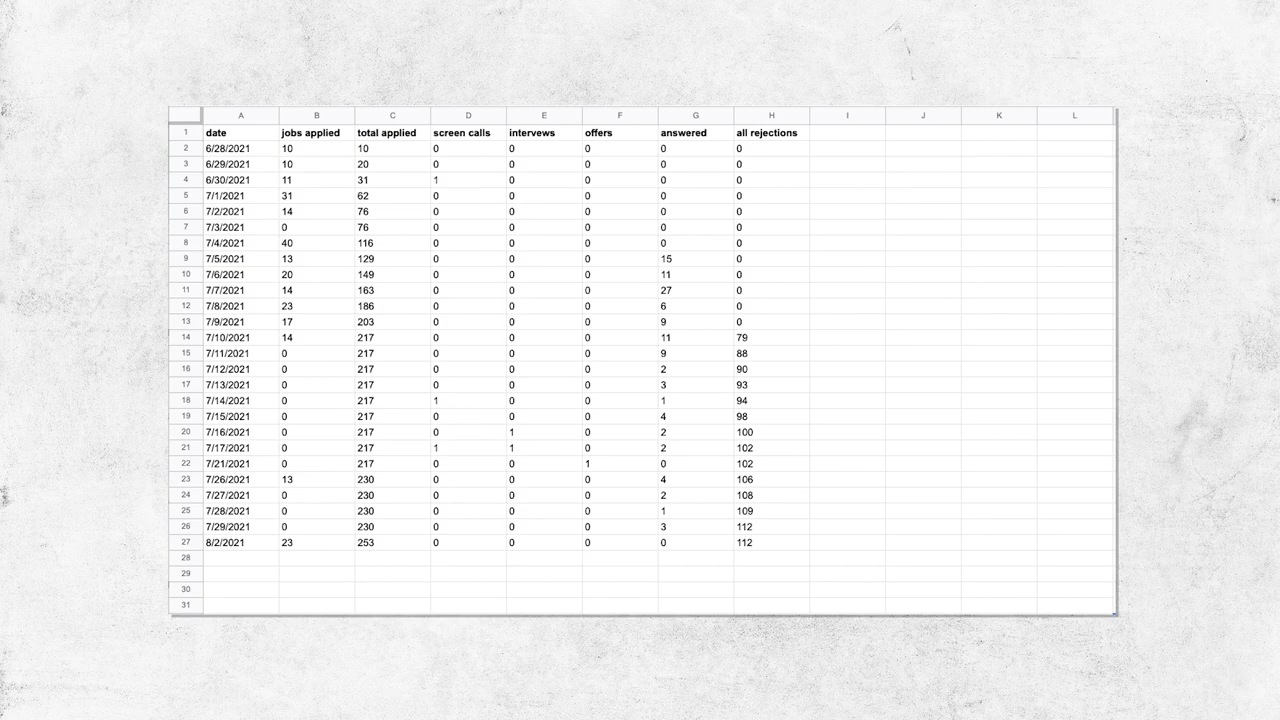 A B C D E F G H I J K L
1 date jobs applied total applied screen calls intervews offers answered all rejections
2 6/28/2021 10 10 0 0 0 0 0
3 6/29/2021 10 20 0 0 0 0 0
4 6/30/2021 11 31 1 0 0 0 0
5 7/1/2021 31 62 0 0 0 0 0
6 7/2/2021 14 76 0 0 0 0 0
7 7/3/2021 0 76 0 0 0 0 0
8 7/4/2021 40 116 0 0 0 0 0
9 7/5/2021 13 129 0 0 0 15 0
10 7/6/2021 20 149 0 0 0 11 0
11 7/7/2021 14 163 0 0 0 27 0
12 7/8/2021 23 186 0 0 0 6 0
13 7/9/2021 17 203 0 0 0 9 0
14 7/10/2021 14 217 0 0 0 11 79
15 7/11/2021 0 217 0 0 0 9 88
16 7/12/2021 0 217 0 0 0 2 90
17 7/13/2021 0 217 0 0 0 3 93
18 7/14/2021 0 217 1 0 0 1 94
19 7/15/2021 0 217 0 0 0 4 98
20 7/16/2021 0 217 0 1 0 2 100
21 7/17/2021 0 217 1 1 0 2 102
22 7/21/2021 0 217 0 0 1 0 102
23 7/26/2021 13 230 0 0 0 4 106
24 7/27/2021 0 230 0 0 0 2 108
25 7/28/2021 0 230 0 0 0 1 109
26 7/29/2021 0 230 0 0 0 3 112
27 8/2/2021 23 253 0 0 0 0 112
28
29
30
31